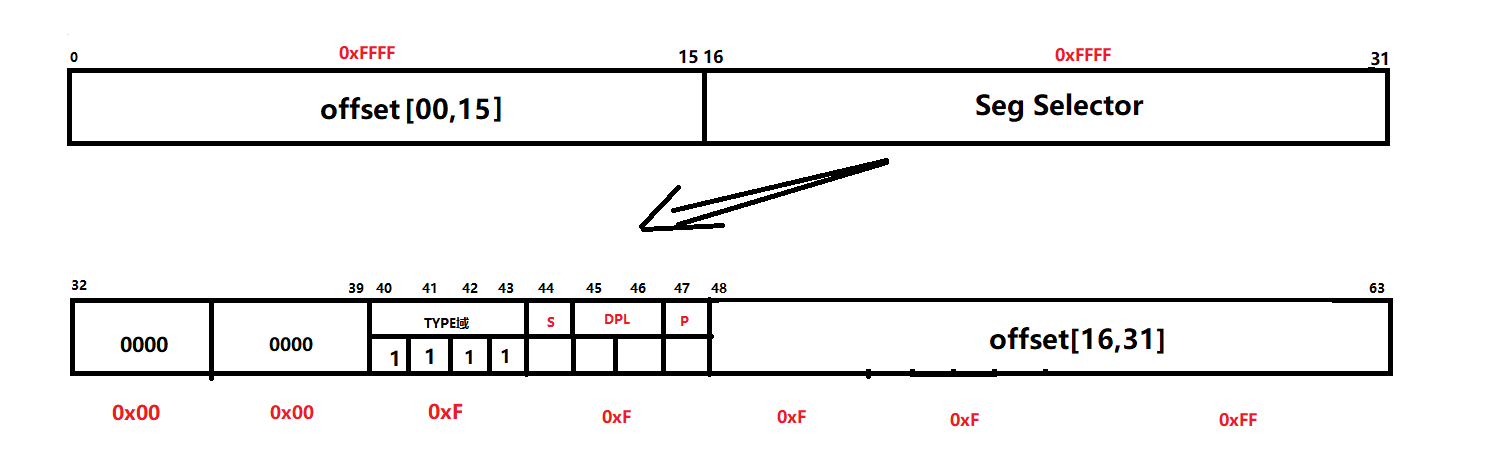 0 0xFFFF 15 16 0xFFFF 31
offset[00,15] Seg Selector
32 39 40 41 42 43 44 45 46 47 48 63
TYPE域 S DPL P
0000 0000 1 1 1 1 offset[16,31]
0x00 0x00 0xF 0xF 0xF 0xF 0xFF